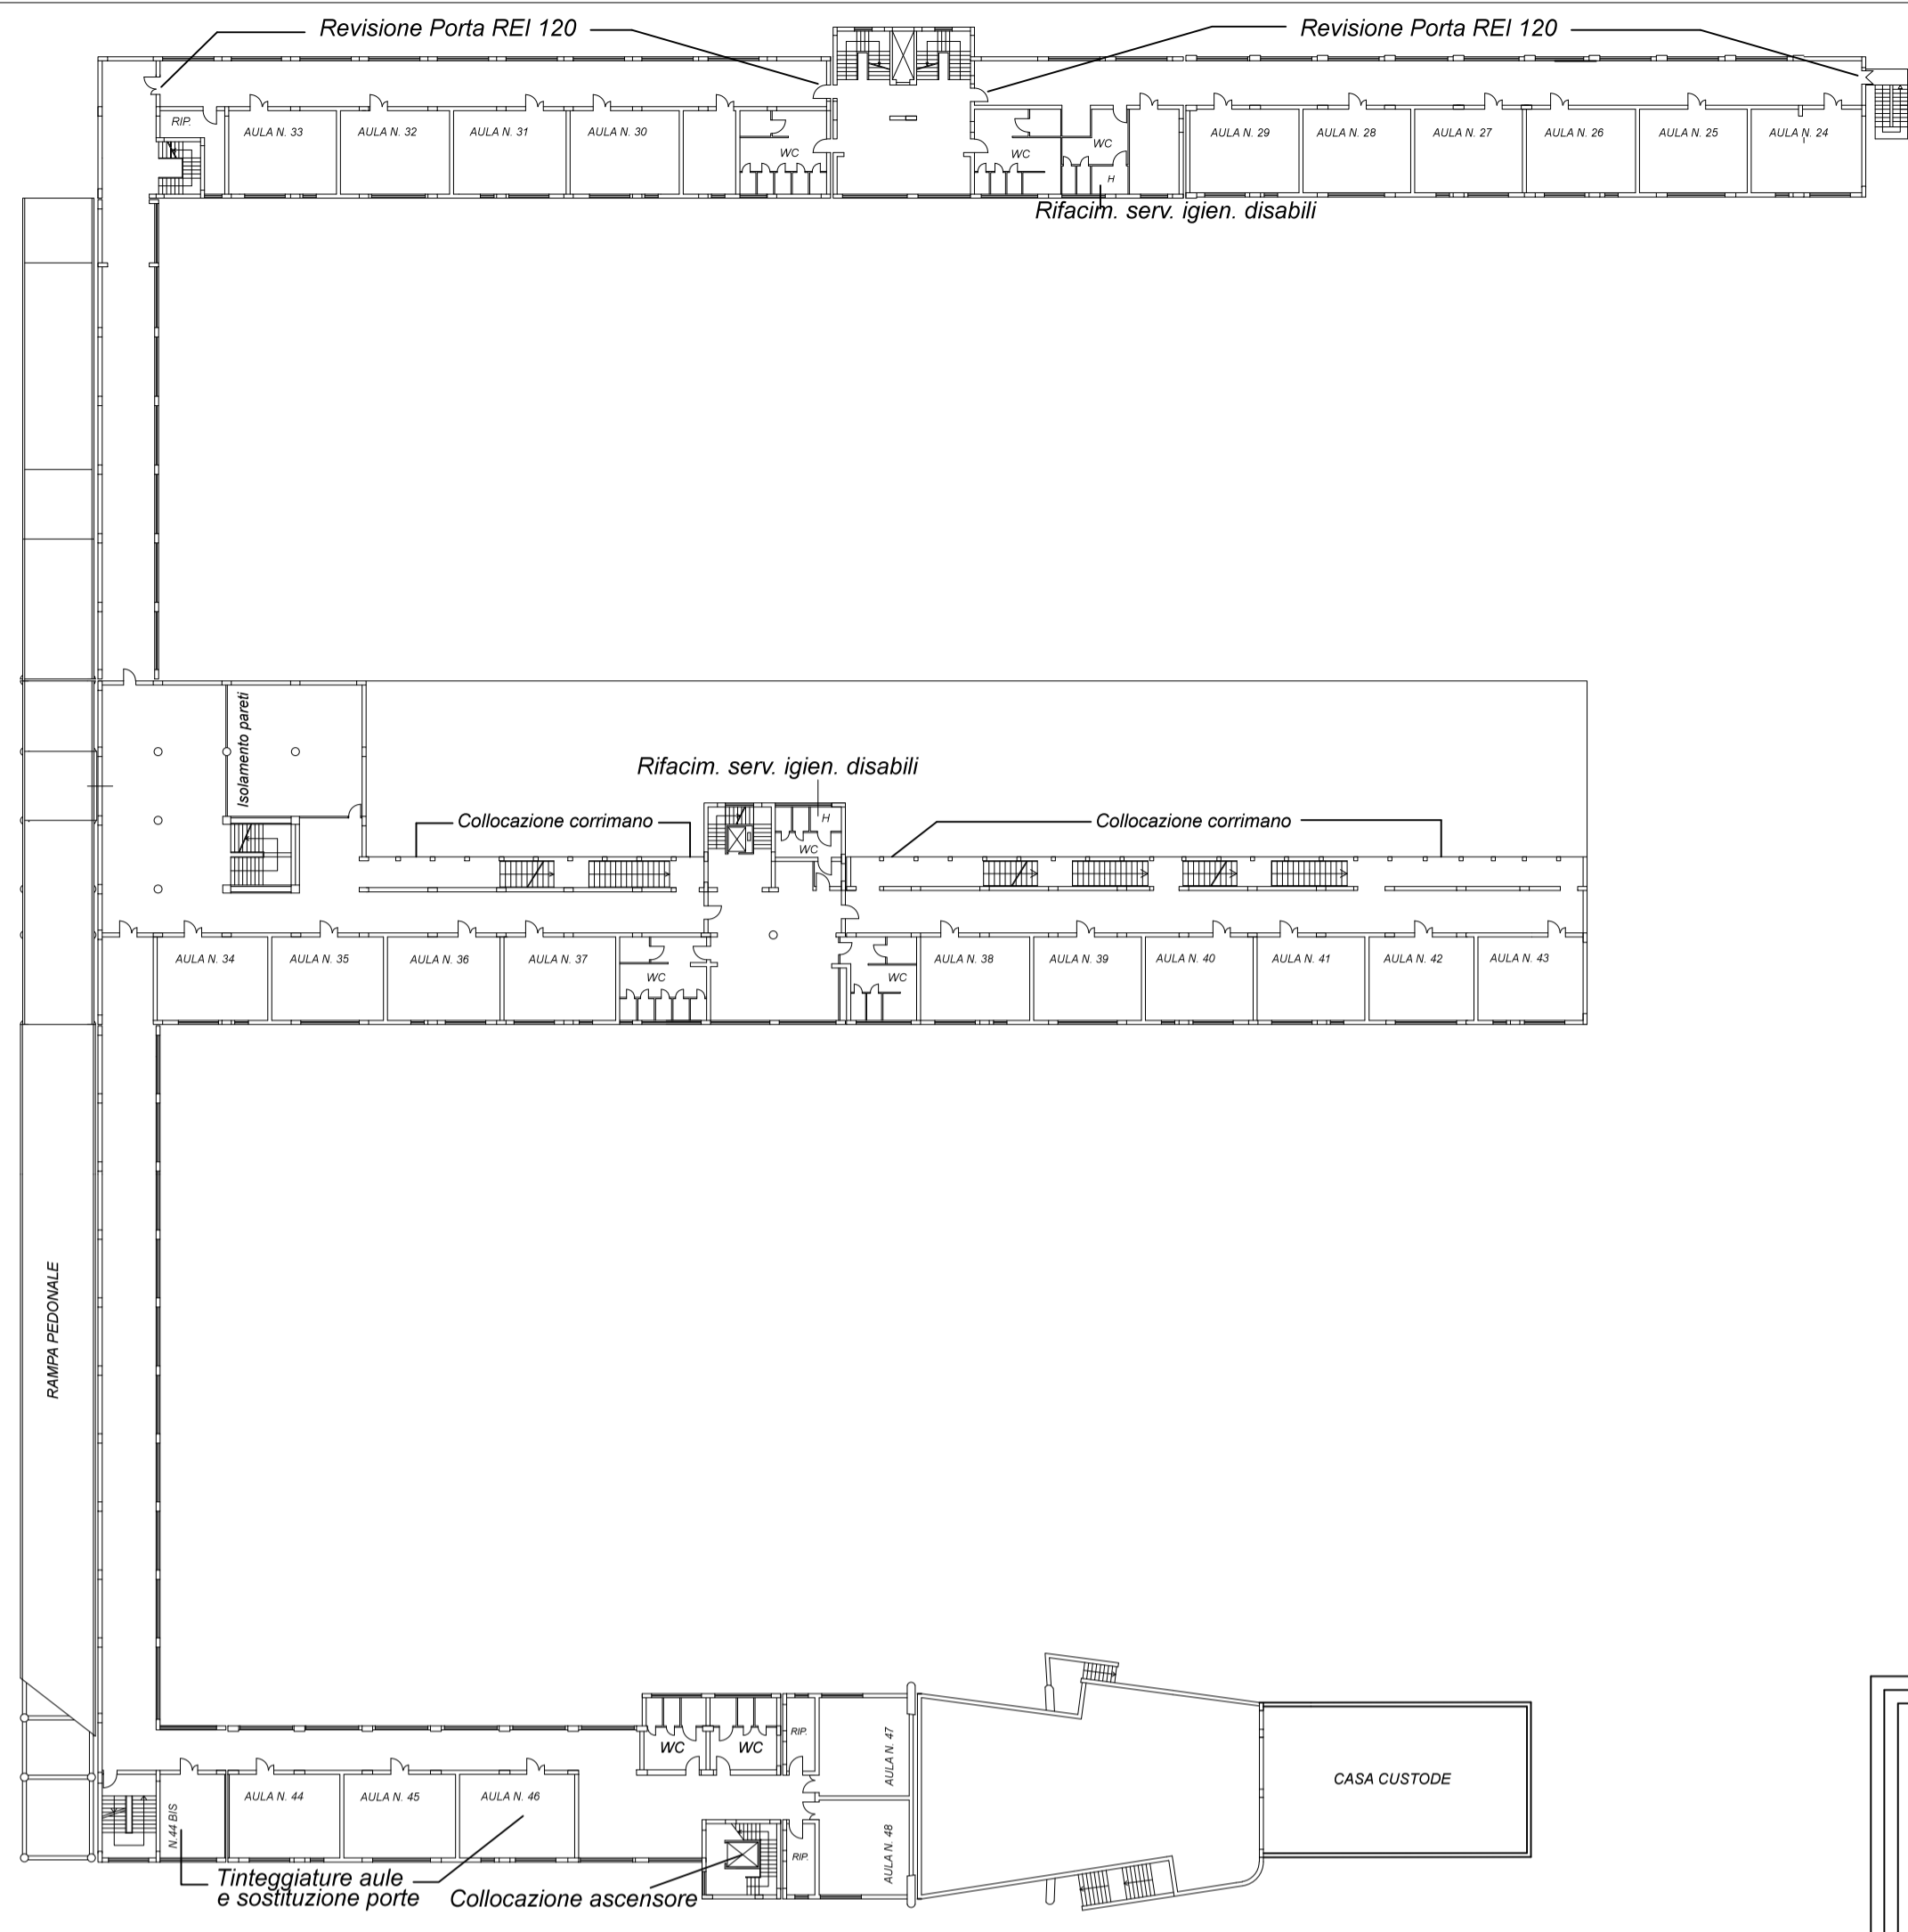 Revisione Porta REI 120
Revisione Porta REI 120
RIP.
AULA N. 33
AULA N. 32
AULA N. 31
AULA N. 30
WC
WC
WC
H
AULA N. 29
AULA N. 28
AULA N. 27
AULA N. 26
AULA N. 25
AULA N. 24
Rifacim. serv. igien. disabili
Isolamento pareti
Rifacim. serv. igien. disabili
Collocazione corrimano
H
WC
Collocazione corrimano
AULA N. 34
AULA N. 35
AULA N. 36
AULA N. 37
WC
WC
AULA N. 38
AULA N. 39
AULA N. 40
AULA N. 41
AULA N. 42
AULA N. 43
RAMPA PEDONALE
WC
WC
RIP.
AULA N. 47
CASA CUSTODE
N.44 BIS
AULA N. 44
AULA N. 45
AULA N. 46
RIP.
AULA N. 48
Tinteggiature aule
e sostituzione porte
Collocazione ascensore